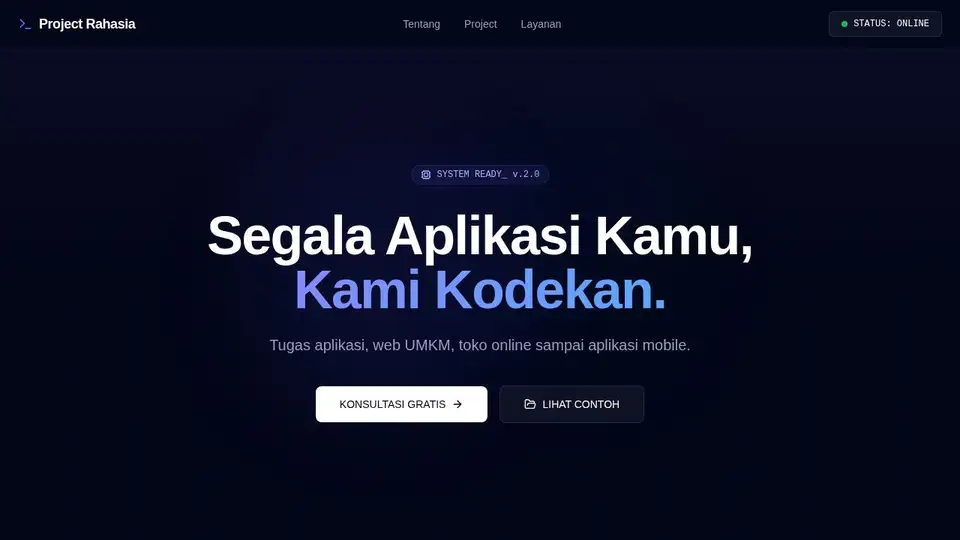 Project Rahasia
Tentang
Project
Layanan
STATUS: ONLINE
SYSTEM READY_ v.2.0
Segala Aplikasi Kamu,
Kami Kodekan.
Tugas aplikasi, web UMKM, toko online sampai aplikasi mobile.
KONSULTASI GRATIS
LIHAT CONTOH